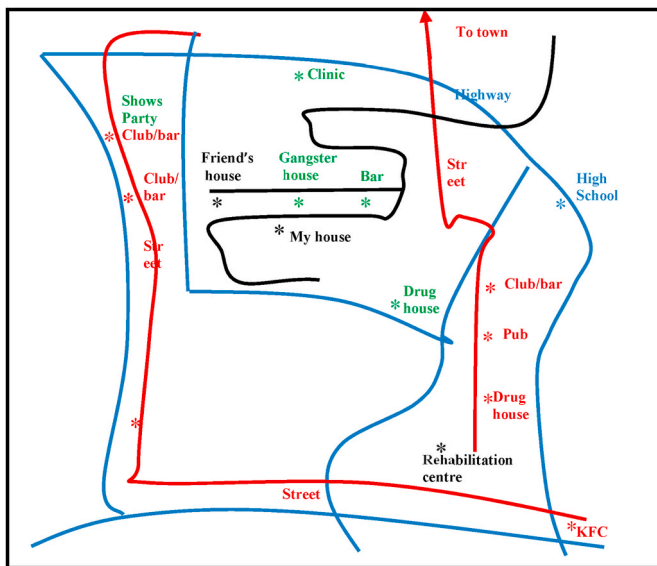 To town
Clinic
Highway
Shows
Party
* Club/bar
Friend's
house
Gangster
house
Bar
Str
eet
Club/
bar
High
School
* My house
Str
eet
Drug
house
* Club/bar
* Pub
Drug
house
Rehabilitation
centre
Street
*KFC